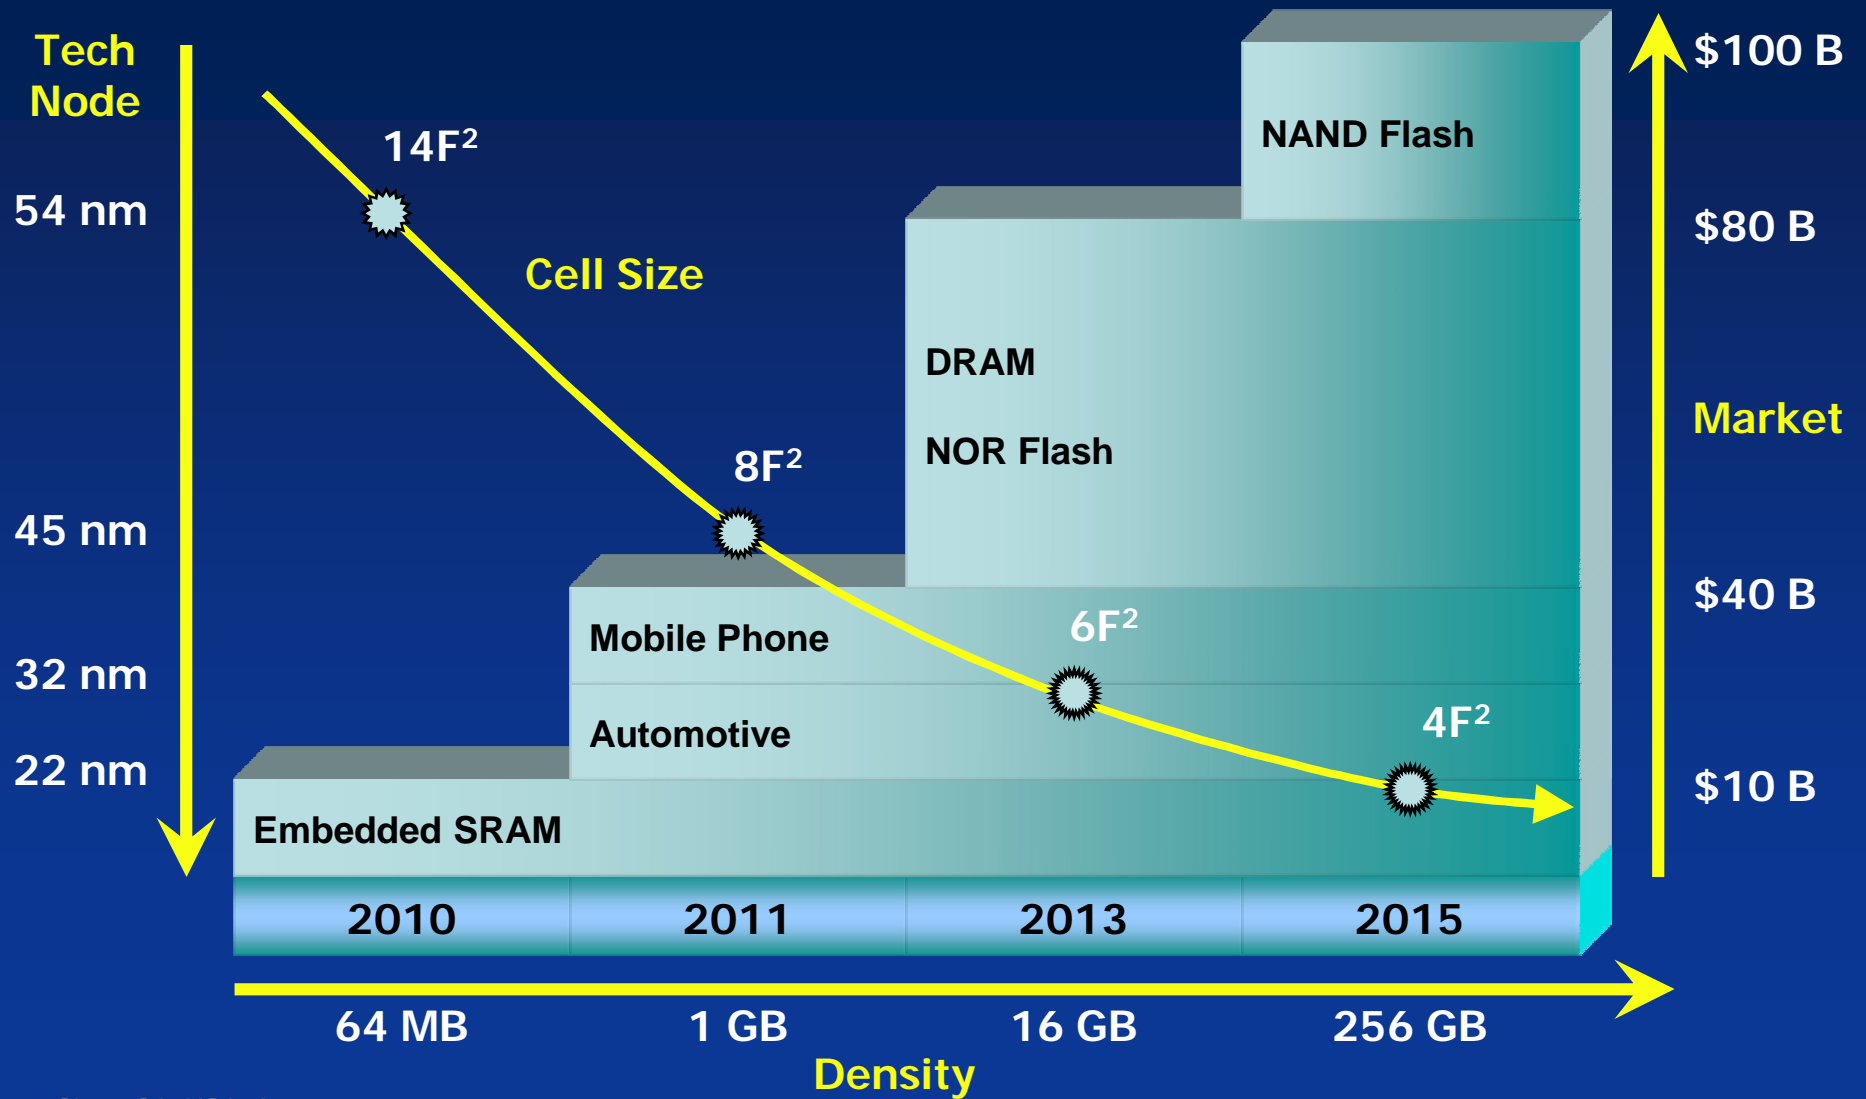 Tech
Node
$100 B
NAND Flash
14F²
54 nm
$80 B
Cell Size
DRAM
Market
NOR Flash
8F²
45 nm
$40 B
6F²
Mobile Phone
32 nm
4F²
Automotive
22 nm
$10 B
Embedded SRAM
2010 2011 2013 2015
64 MB 1 GB 16 GB 256 GB
Density